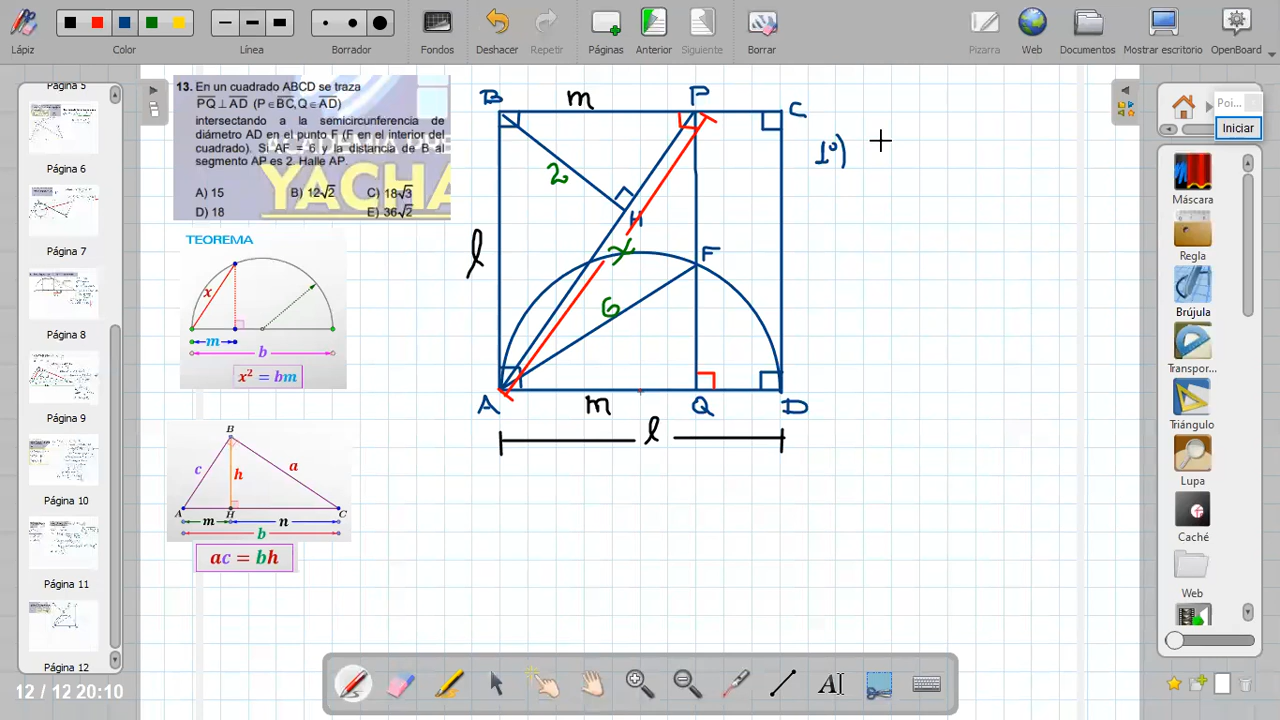 Lápiz
Color
Línea
Borrador
Fondos
Deshacer
Repetir
Páginas
Anterior
Siguiente
Borrar
Pizarra
Web
Documentos
Mostrar escritorio
OpenBoard
Página 5
Página 6
Página 7
Página 8
Página 9
Página 10
Página 11
Página 12
12 / 12 20:10
13. En un cuadrado ABCD se traza
PQ ⊥ AD (P ∈ BC, Q ∈ AD)
intersectando a la semicircunferencia de
diámetro AD en el punto F (F en el interior del
cuadrado). Si AF = 6 y la distancia de B al
segmento AP es 2. Halle AP.
A) 15 B) 12√2 C) 18√3
D) 18 E) 36√2
YACHA
TEOREMA
x
m
b
x² = bm
B
c h a
A H C
m n
b
ac = bh
B m P C
1º)
2
H
l x F
6
A m Q D
l
Poi...
Iniciar
Máscara
Regla
Brújula
Transpor...
Triángulo
Lupa
Caché
Web